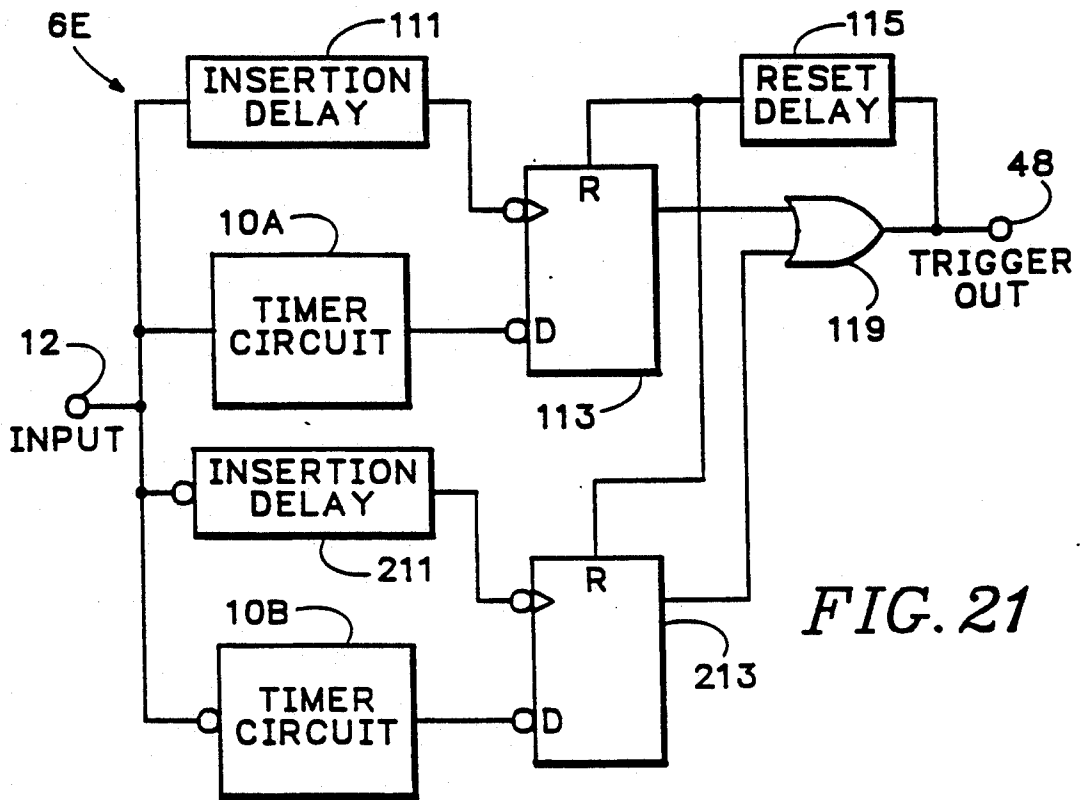 6E
111
115
INSERTION
DELAY
RESET
DELAY
R
48
10A
TRIGGER
OUT
TIMER
CIRCUIT
D
119
12
113
INPUT
INSERTION
DELAY
211
R
10B
FIG. 21
213
TIMER
CIRCUIT
D